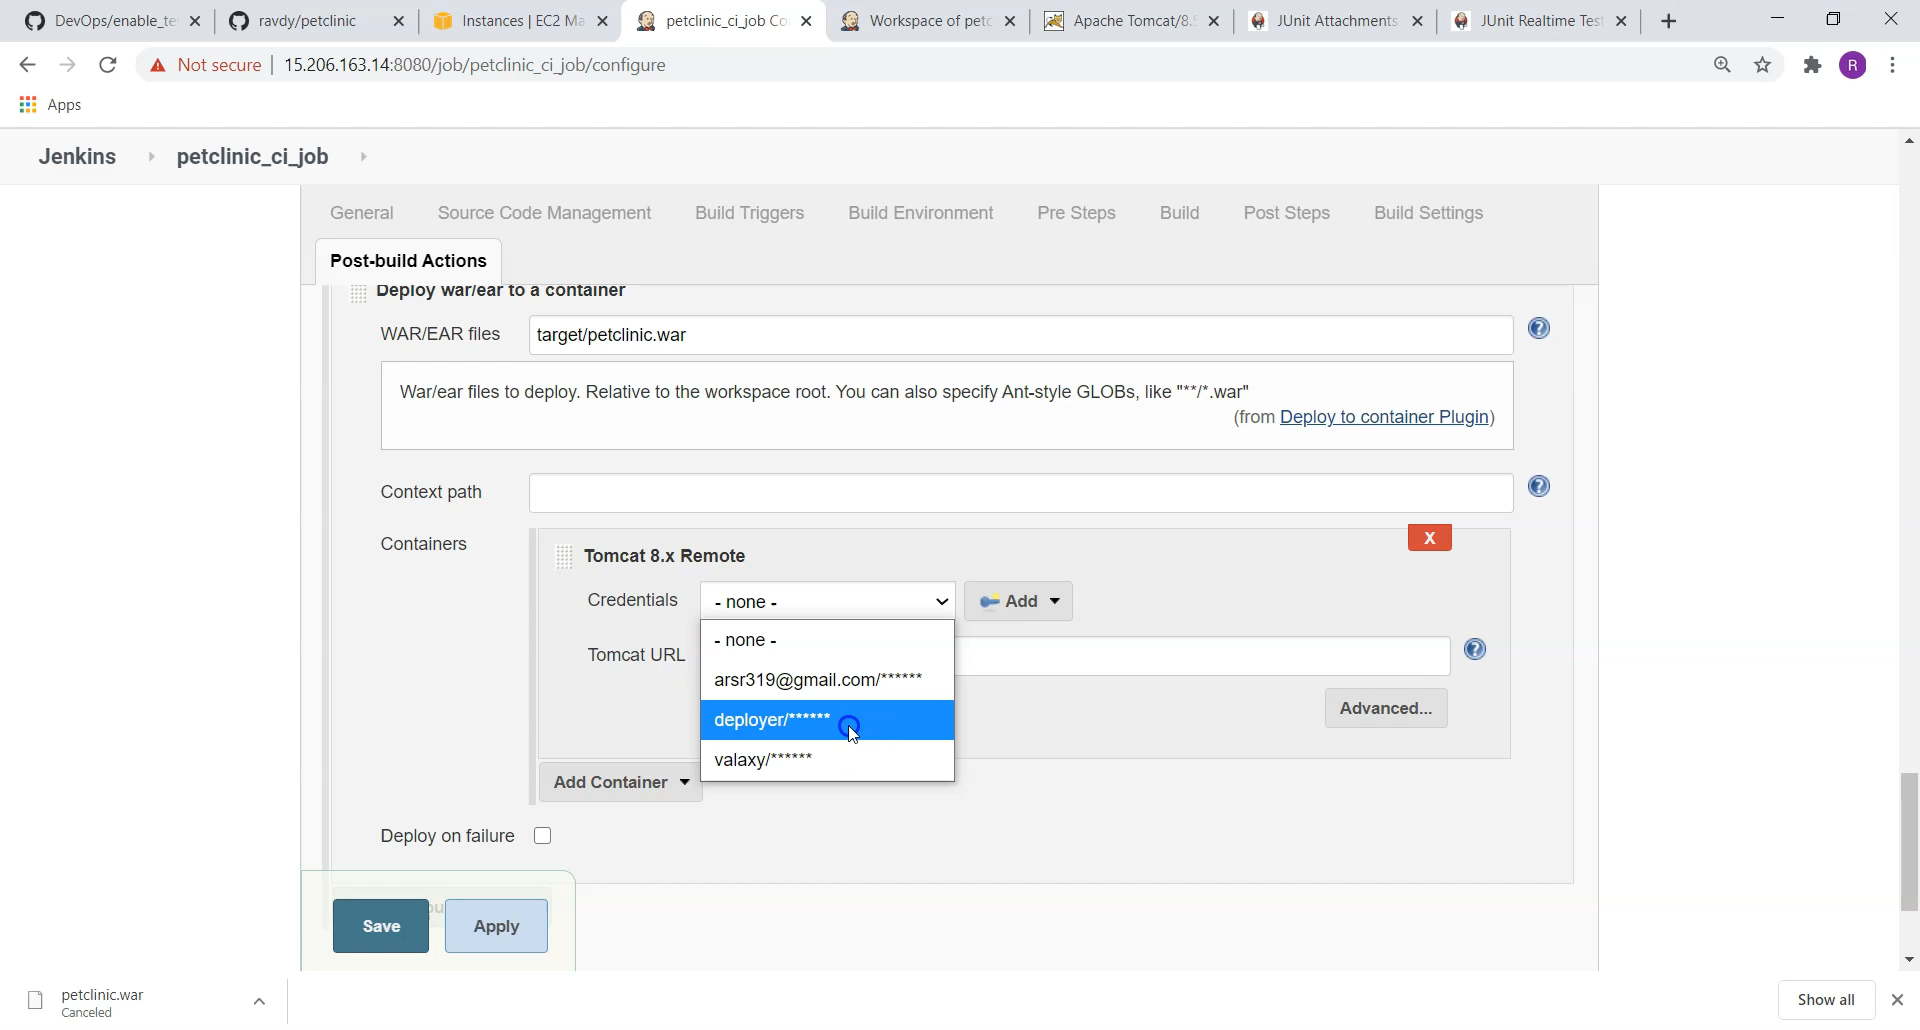 DevOps/enable_te
ravdy/petclinic
Instances | EC2 Ma
petclinic_ci_job Co
Workspace of petc
Apache Tomcat/8.5
JUnit Attachments
JUnit Realtime Tes
Not secure
15.206.163.14:8080/job/petclinic_ci_job/configure
R
Apps
Jenkins
petclinic_ci_job
General
Source Code Management
Build Triggers
Build Environment
Pre Steps
Build
Post Steps
Build Settings
Post-build Actions
Deploy war/ear to a container
WAR/EAR files
target/petclinic.war
War/ear files to deploy. Relative to the workspace root. You can also specify Ant-style GLOBs, like "**/*.war"
(from Deploy to container Plugin)
Context path
Containers
X
Tomcat 8.x Remote
Credentials
- none -
Add
- none -
Tomcat URL
arsr319@gmail.com/******
deployer/******
Advanced...
valaxy/******
Add Container
Deploy on failure
Save
Apply
petclinic.war
Canceled
Show all